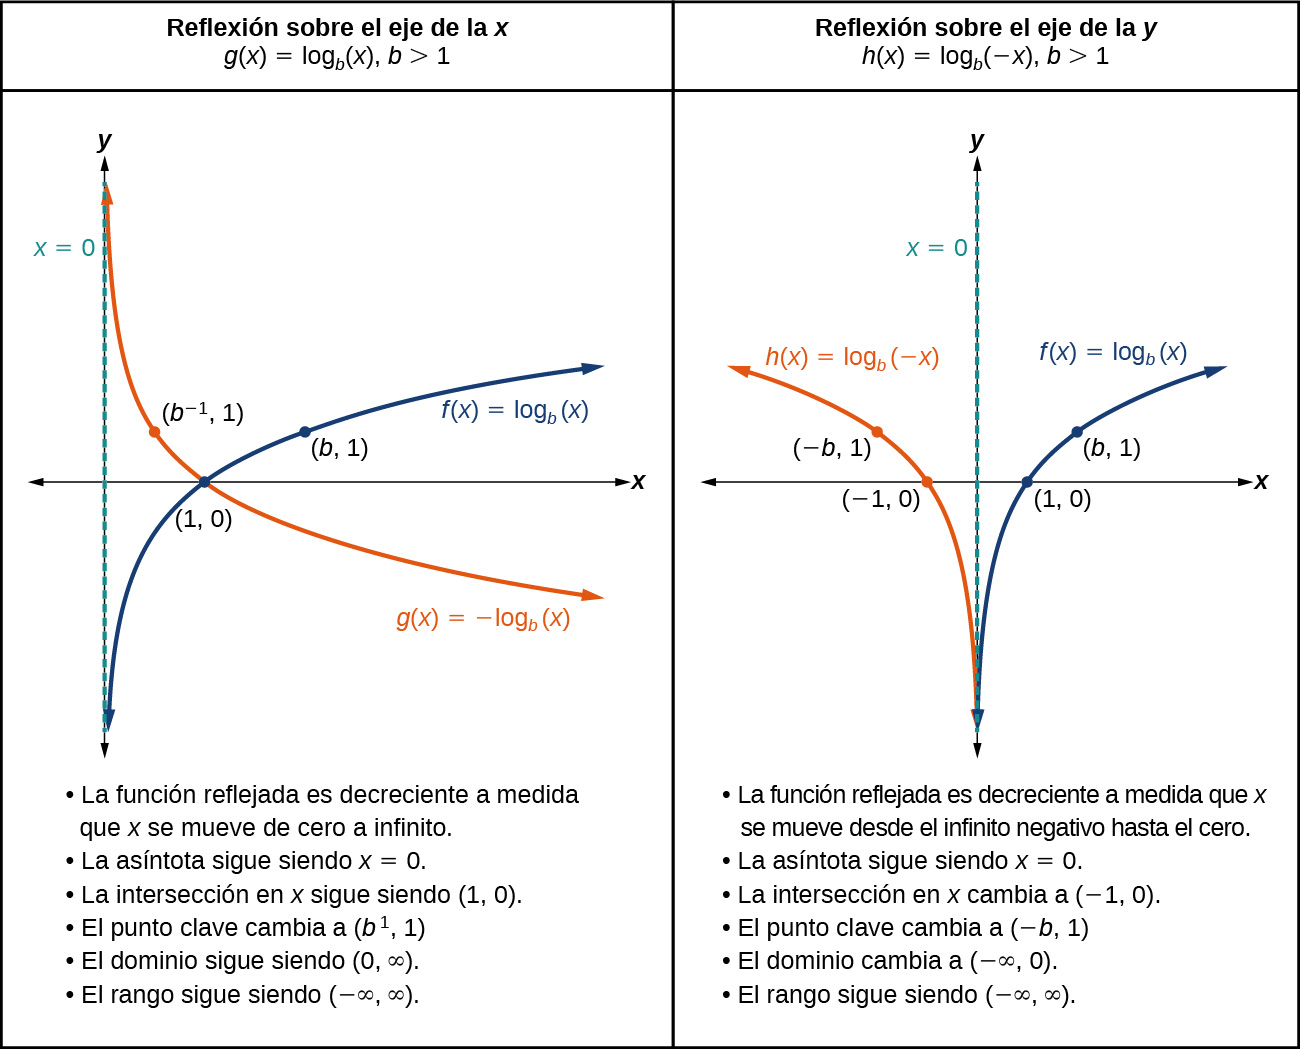 Reflexión sobre el eje de la x
g(x) = log_b(x), b > 1
y
x = 0
(b⁻¹, 1)
f(x) = log_b(x)
(b, 1)
x
(1, 0)
g(x) = −log_b(x)
• La función reflejada es decreciente a medida
que x se mueve de cero a infinito.
• La asíntota sigue siendo x = 0.
• La intersección en x sigue siendo (1, 0).
• El punto clave cambia a (b¹, 1)
• El dominio sigue siendo (0, ∞).
• El rango sigue siendo (−∞, ∞).
Reflexión sobre el eje de la y
h(x) = log_b(−x), b > 1
y
x = 0
h(x) = log_b(−x)
f(x) = log_b(x)
(−b, 1)
(b, 1)
x
(−1, 0)
(1, 0)
• La función reflejada es decreciente a medida que x
se mueve desde el infinito negativo hasta el cero.
• La asíntota sigue siendo x = 0.
• La intersección en x cambia a (−1, 0).
• El punto clave cambia a (−b, 1)
• El dominio cambia a (−∞, 0).
• El rango sigue siendo (−∞, ∞).